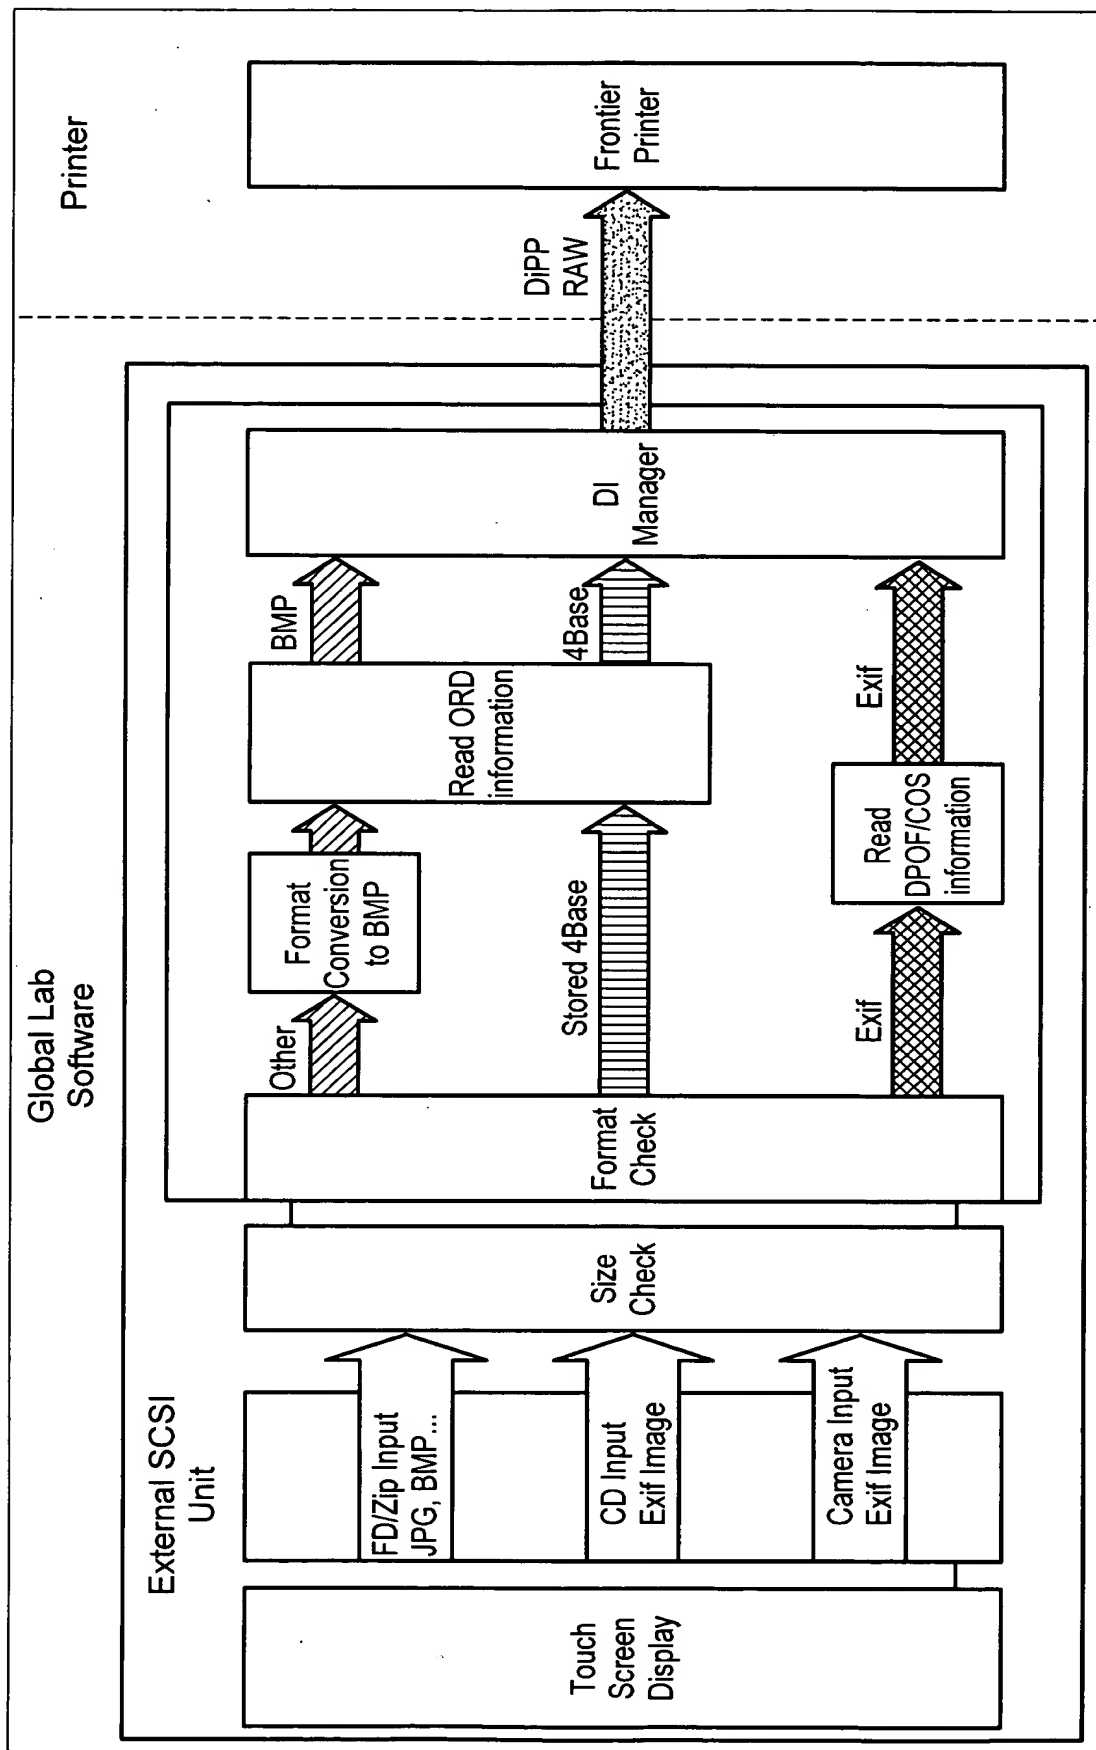 Global Lab
Software
Printer
External SCSI
Unit
Touch
Screen
Display
FD/Zip Input
JPG, BMP...
CD Input
Exif Image
Camera Input
Exif Image
Size
Check
Format
Check
Other
Format
Conversion
to BMP
Stored 4Base
Exif
Read ORD
information
Read
DPOF/COS
information
BMP
4Base
Exif
DI
Manager
DiPP
RAW
Frontier
Printer